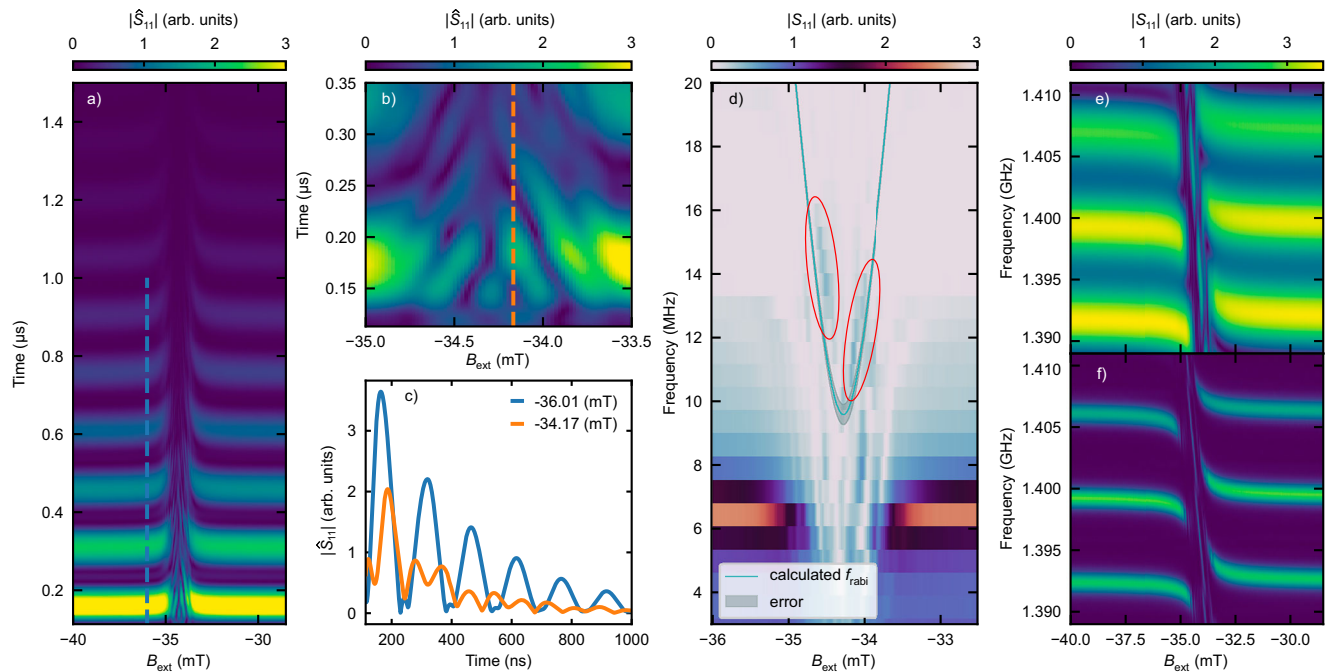 |Ŝ₁₁| (arb. units)
0 1 2 3
a)
Time (µs)
1.4
1.2
1.0
0.8
0.6
0.4
0.2
−40 −35 −30
B_ext (mT)
|Ŝ₁₁| (arb. units)
0 1 2 3
b)
Time (µs)
0.35
0.30
0.25
0.20
0.15
−35.0 −34.5 −34.0 −33.5
B_ext (mT)
c)
-36.01 (mT)
-34.17 (mT)
|Ŝ₁₁| (arb. units)
3
2
1
0
200 400 600 800 1000
Time (ns)
|S₁₁| (arb. units)
0 1 2 3
d)
Frequency (MHz)
20
18
16
14
12
10
8
6
4
calculated f_rabi
error
−36 −35 −34 −33
B_ext (mT)
|S₁₁| (arb. units)
0 1 2 3
e)
Frequency (GHz)
1.410
1.405
1.400
1.395
1.390
f)
Frequency (GHz)
1.410
1.405
1.400
1.395
1.390
−40.0 −37.5 −35.0 −32.5 −30.0
B_ext (mT)